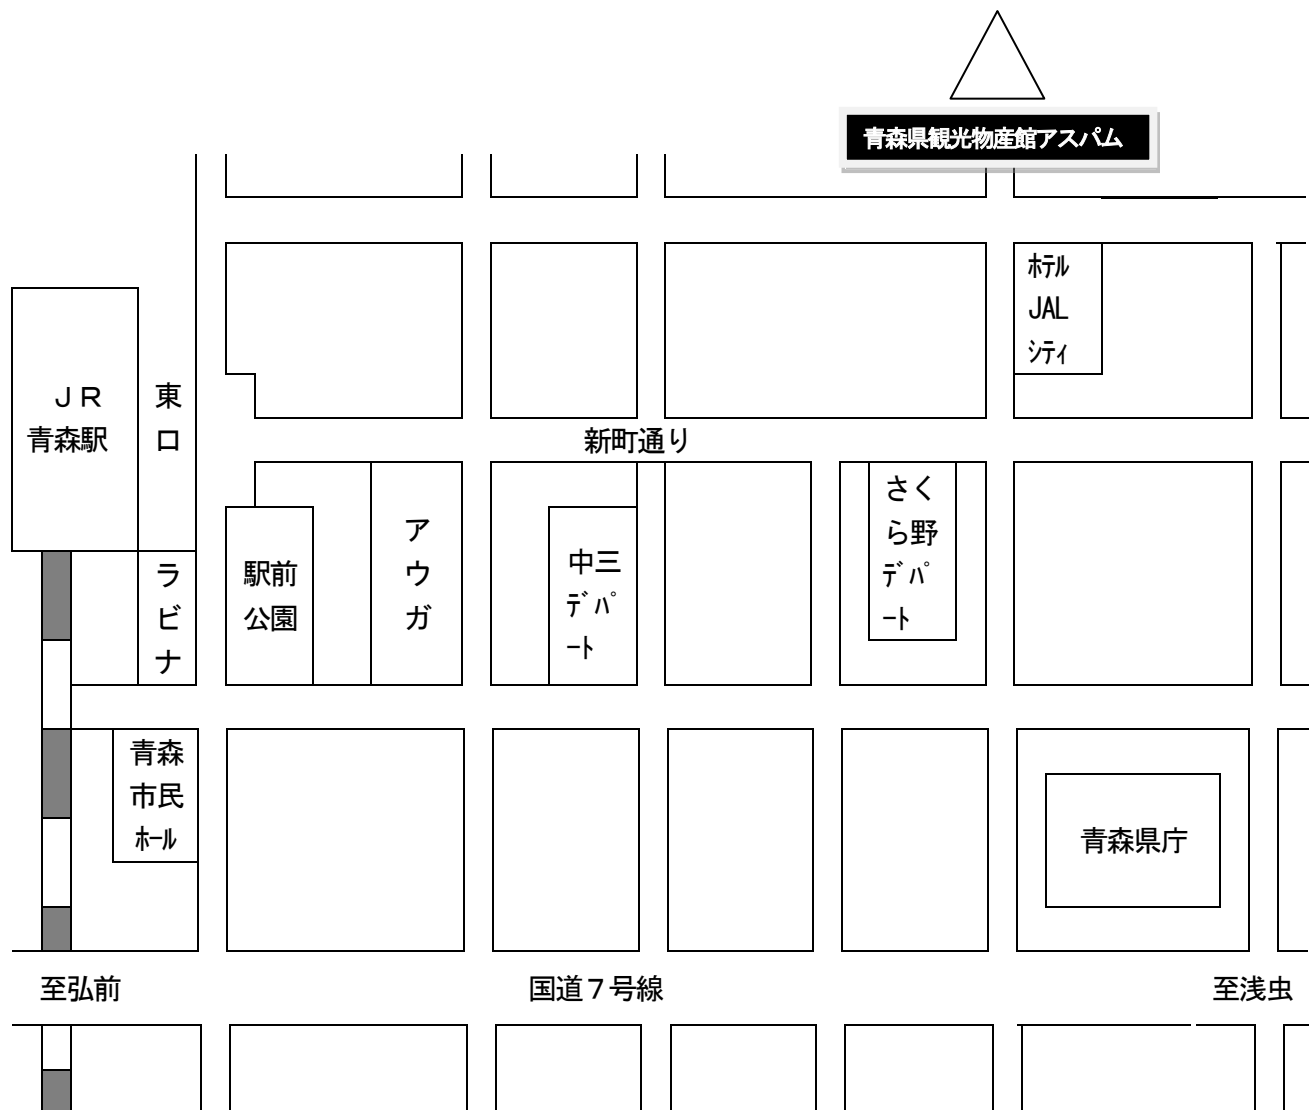 青森県観光物産館アスパム
ﾎﾃﾙ
JAL
ｼﾃｨ
ＪＲ
青森駅
東
口
新町通り
さく
ら野
ﾃﾞﾊﾟ
ｰﾄ
ア
ウ
ガ
中三
ﾃﾞﾊﾟ
ｰﾄ
駅前
公園
ラ
ビ
ナ
青森
市民
ﾎｰﾙ
青森県庁
至弘前
国道７号線
至浅虫